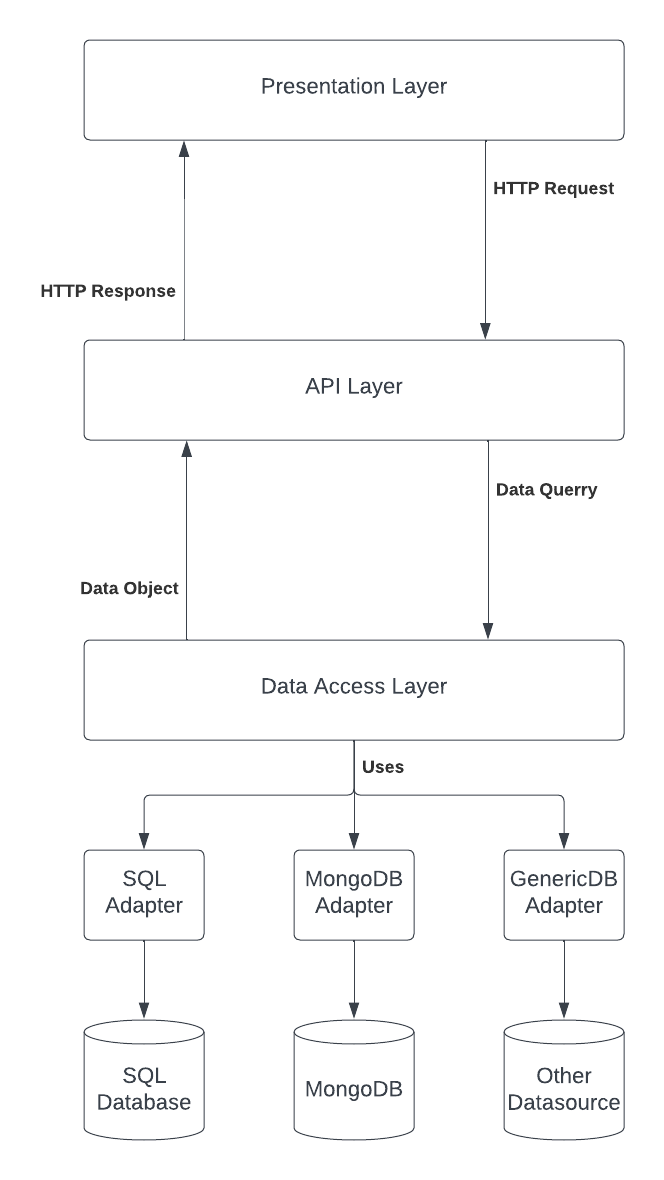 Presentation Layer
HTTP Request
HTTP Response
API Layer
Data Querry
Data Object
Data Access Layer
Uses
SQL
Adapter
MongoDB
Adapter
GenericDB
Adapter
SQL
Database
MongoDB
Other
Datasource